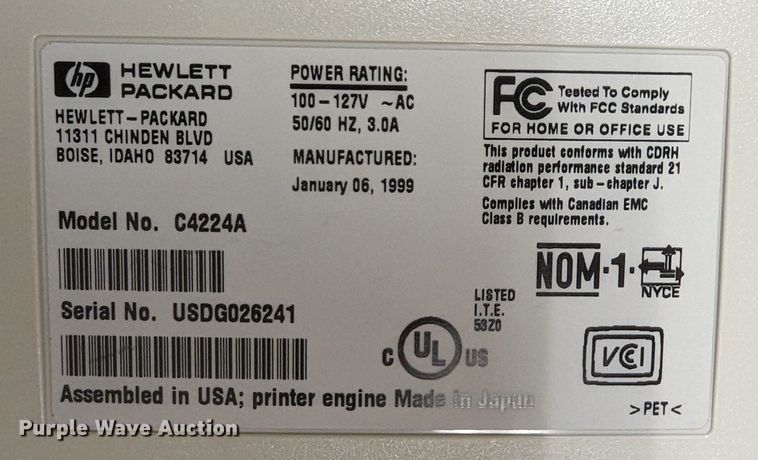 hp HEWLETT
PACKARD
HEWLETT-PACKARD
11311 CHINDEN BLVD
BOISE, IDAHO 83714 USA
POWER RATING:
100-127V ~AC
50/60 HZ, 3.0A
MANUFACTURED:
January 06, 1999
FC Tested To Comply
With FCC Standards
FOR HOME OR OFFICE USE
This product conforms with CDRH
radiation performance standard 21
CFR chapter 1, sub-chapter J.
Complies with Canadian EMC
Class B requirements.
Model No. C4224A
Serial No. USDG026241
NOM·1·
NYCE
LISTED
I.T.E.
53Z0
C UL US
VCI
Assembled in USA; printer engine Made in Japan
>PET<
Purple Wave Auction